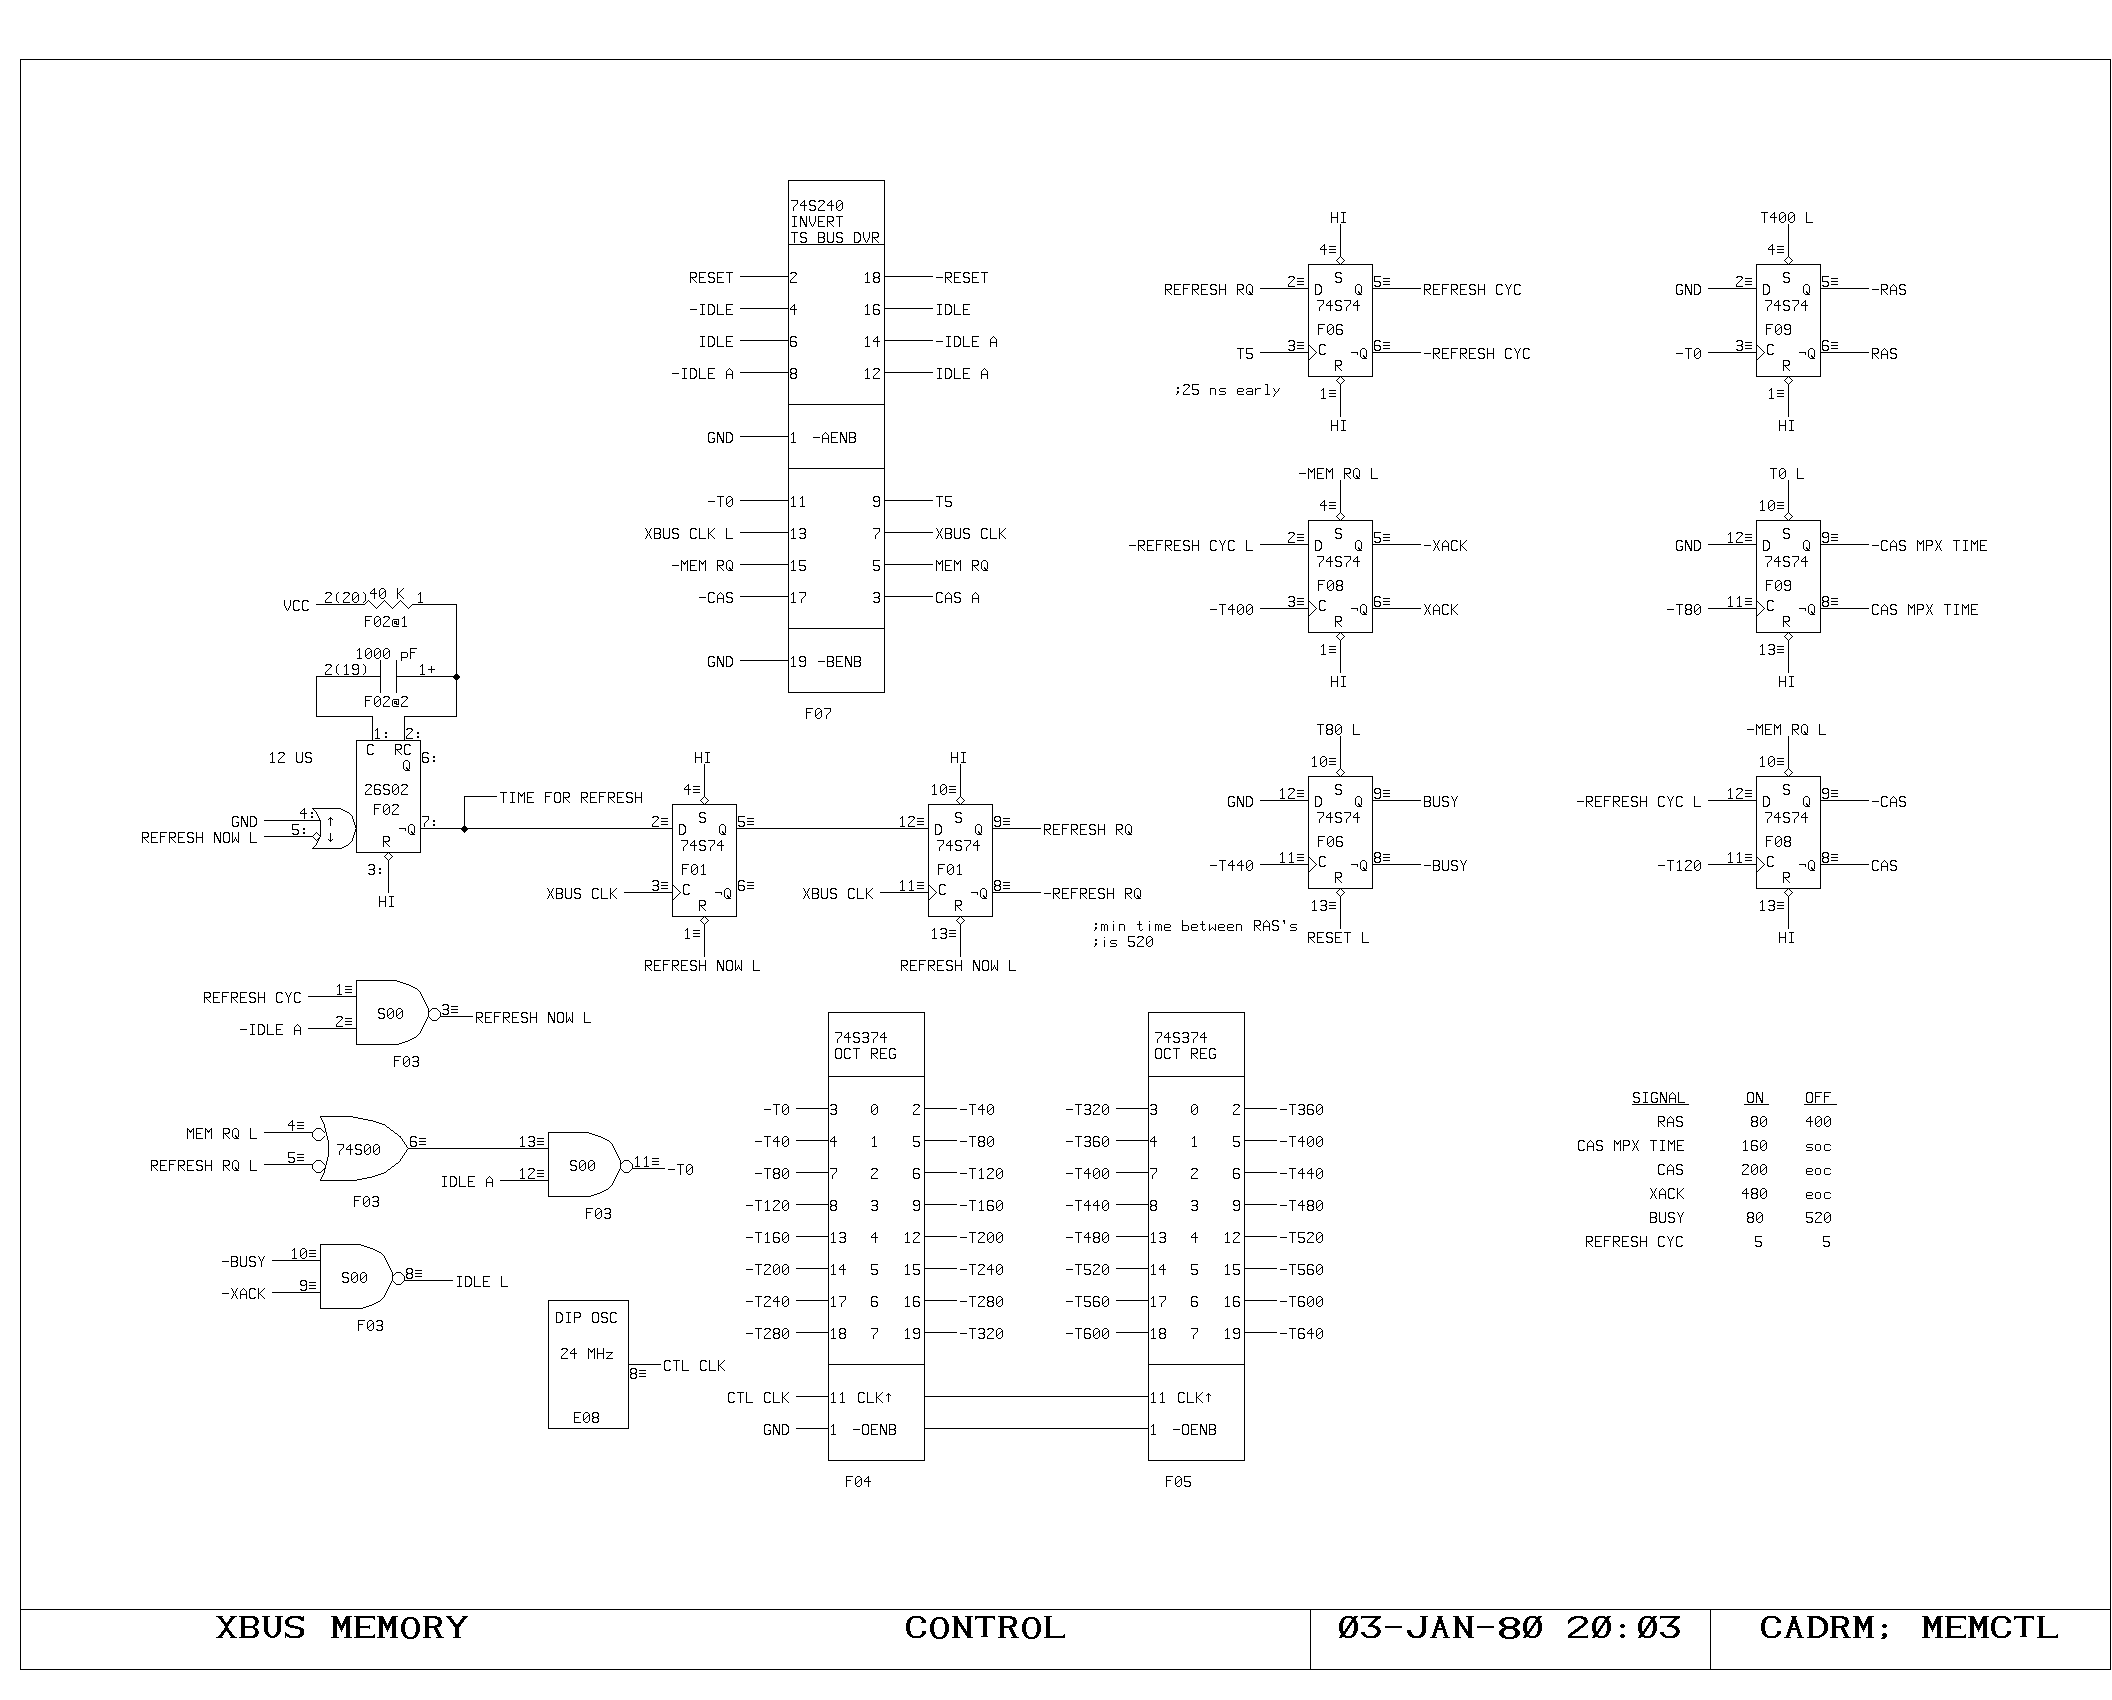 74S240
INVERT
TS BUS DVR
RESET 2 18 -RESET
-IDLE 4 16 IDLE
IDLE 6 14 -IDLE A
-IDLE A 8 12 IDLE A
GND 1 -AENB
-T0 11 9 T5
XBUS CLK L 13 7 XBUS CLK
-MEM RQ 15 5 MEM RQ
-CAS 17 3 CAS A
GND 19 -BENB
F07
HI
4≡
REFRESH RQ 2≡ D S Q 5≡ REFRESH CYC
74S74
F06
T5 3≡ C ¬Q 6≡ -REFRESH CYC
R
;25 ns early
1≡
HI
T400 L
4≡
GND 2≡ D S Q 5≡ -RAS
74S74
F09
-T0 3≡ C ¬Q 6≡ RAS
R
1≡
HI
-MEM RQ L
4≡
-REFRESH CYC L 2≡ D S Q 5≡ -XACK
74S74
F08
-T400 3≡ C ¬Q 6≡ XACK
R
1≡
HI
T0 L
10≡
GND 12≡ D S Q 9≡ -CAS MPX TIME
74S74
F09
-T80 11≡ C ¬Q 8≡ CAS MPX TIME
R
13≡
HI
VCC 2(20) 40 K 1
F02@1
1000 pF
2(19) 1+
F02@2
1: 2:
12 US
C RC 6:
Q
26S02
F02
GND 4: ↑
REFRESH NOW L 5: ↓
¬Q 7:
R
3:
HI
TIME FOR REFRESH
HI
4≡
2≡ D S Q 5≡
74S74
F01
XBUS CLK 3≡ C ¬Q 6≡
R
1≡
REFRESH NOW L
HI
10≡
12≡ D S Q 9≡ REFRESH RQ
74S74
F01
XBUS CLK 11≡ C ¬Q 8≡ -REFRESH RQ
R
13≡
REFRESH NOW L
T80 L
10≡
GND 12≡ D S Q 9≡ BUSY
74S74
F06
-T440 11≡ C ¬Q 8≡ -BUSY
R
13≡
RESET L
;min time between RAS's
;is 520
-MEM RQ L
10≡
-REFRESH CYC L 12≡ D S Q 9≡ -CAS
74S74
F08
-T120 11≡ C ¬Q 8≡ CAS
R
13≡
HI
REFRESH CYC 1≡
S00 3≡ REFRESH NOW L
-IDLE A 2≡
F03
MEM RQ L 4≡
74S00 6≡
REFRESH RQ L 5≡
F03
13≡
S00 11≡ -T0
IDLE A 12≡
F03
-BUSY 10≡
S00 8≡ IDLE L
-XACK 9≡
F03
DIP OSC
24 MHz
8≡ CTL CLK
E08
74S374
OCT REG
-T0 3 0 2 -T40
-T40 4 1 5 -T80
-T80 7 2 6 -T120
-T120 8 3 9 -T160
-T160 13 4 12 -T200
-T200 14 5 15 -T240
-T240 17 6 16 -T280
-T280 18 7 19 -T320
CTL CLK 11 CLK↑
GND 1 -OENB
F04
74S374
OCT REG
-T320 3 0 2 -T360
-T360 4 1 5 -T400
-T400 7 2 6 -T440
-T440 8 3 9 -T480
-T480 13 4 12 -T520
-T520 14 5 15 -T560
-T560 17 6 16 -T600
-T600 18 7 19 -T640
11 CLK↑
1 -OENB
F05
SIGNAL ON OFF
RAS 80 400
CAS MPX TIME 160 soc
CAS 200 eoc
XACK 480 eoc
BUSY 80 520
REFRESH CYC 5 5
XBUS MEMORY CONTROL 03-JAN-80 20:03 CADRM; MEMCTL